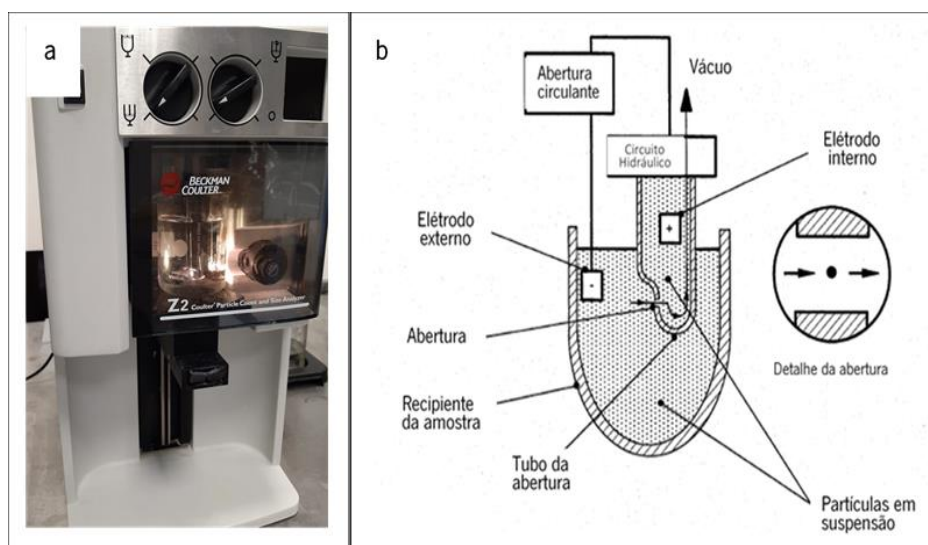 a
BECKMAN
COULTER
Z2 Coulter® Particle Count and Size Analyzer
b
Abertura
circulante
Vácuo
Circuito
Hidráulico
Elétrodo
interno
Elétrodo
externo
+
-
Abertura
Detalhe da abertura
Recipiente
da amostra
Tubo da
abertura
Partículas em
suspensão